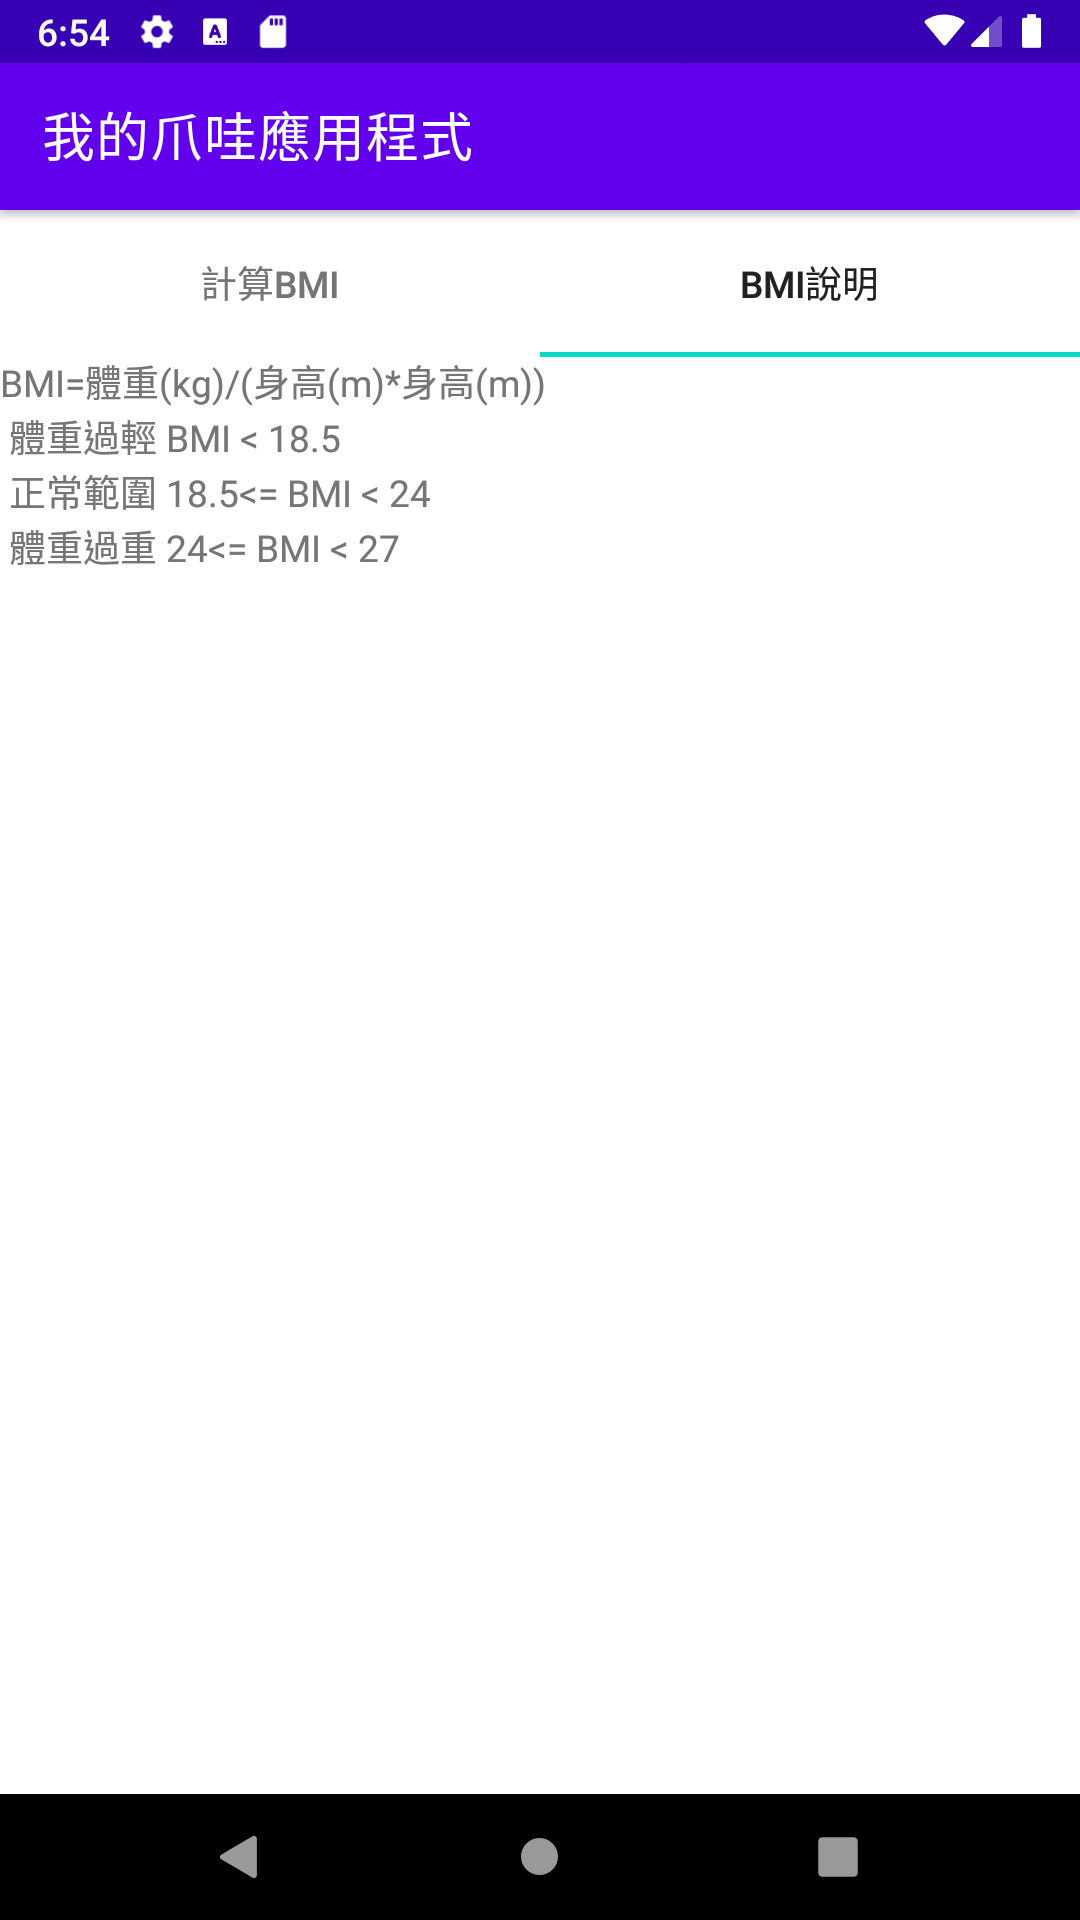 6:54
我的爪哇應用程式
計算BMI
BMI說明
BMI=體重(kg)/(身高(m)*身高(m))
體重過輕 BMI < 18.5
正常範圍 18.5<= BMI < 24
體重過重 24<= BMI < 27